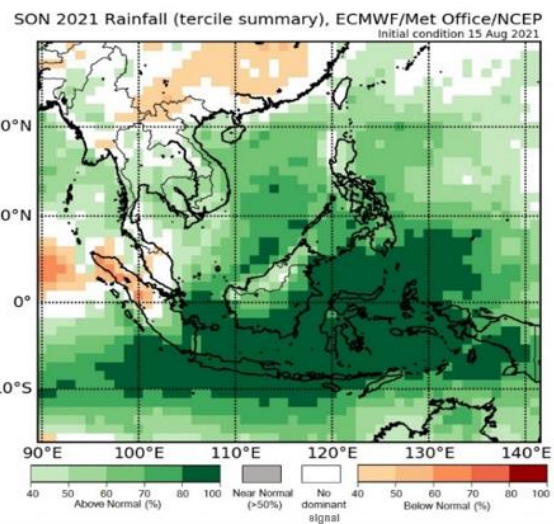 SON 2021 Rainfall (tercile summary), ECMWF/Met Office/NCEP
Initial condition 15 Aug 2021
0°N
0°N
0°
0°S
90°E 100°E 110°E 120°E 130°E 140°E
40 50 60 70 80 100 40 50 60 70 80 100
Above Normal (%)
Near Normal
(>50%)
No
dominant
signal
Below Normal (%)